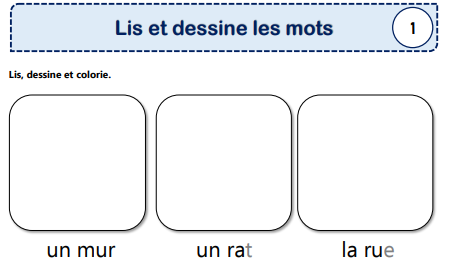 Lis et dessine les mots 1
Lis, dessine et colorie.
un mur un rat la rue